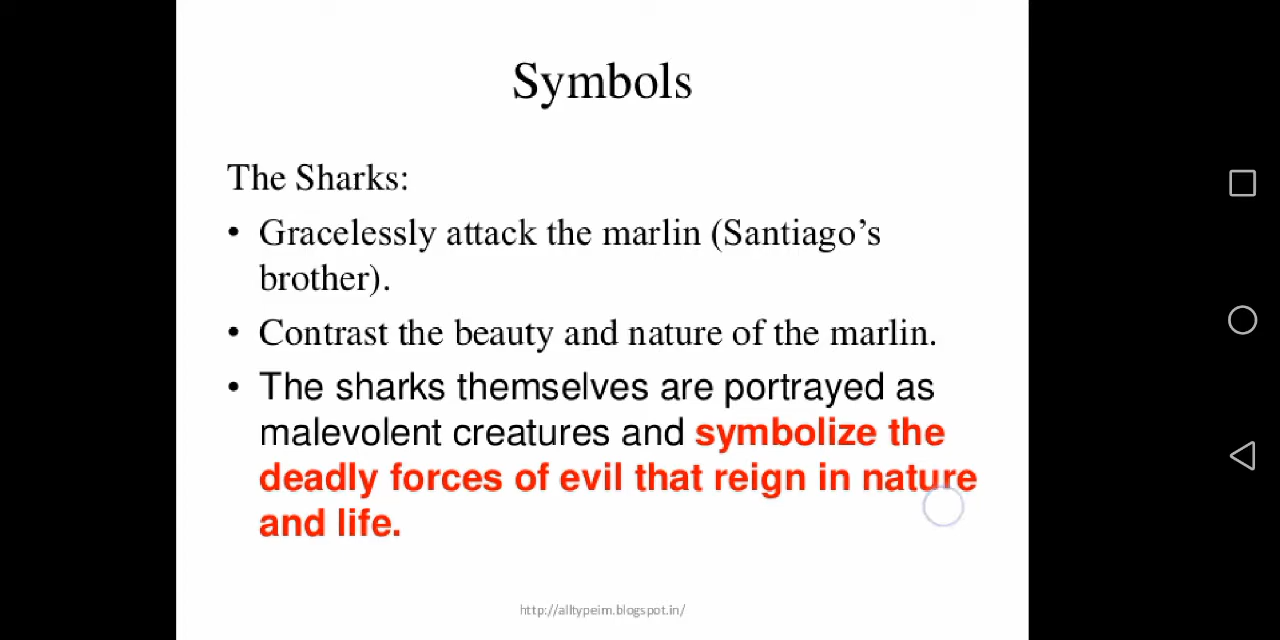 Symbols
The Sharks:
• Gracelessly attack the marlin (Santiago’s
brother).
• Contrast the beauty and nature of the marlin.
• The sharks themselves are portrayed as
malevolent creatures and symbolize the
deadly forces of evil that reign in nature
and life.
http://alltypeim.blogspot.in/